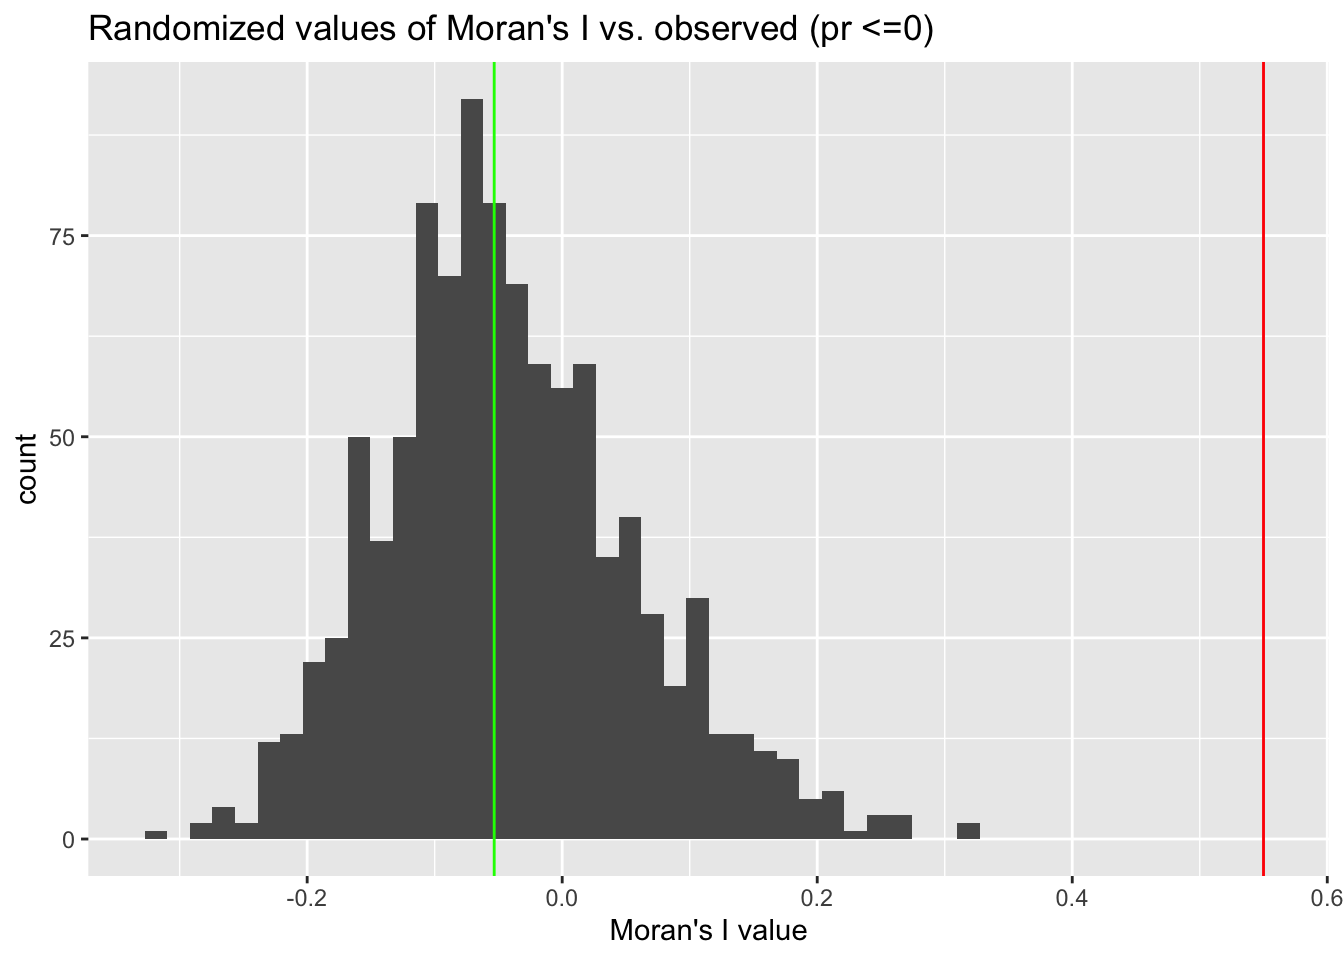 Randomized values of Moran's I vs. observed (pr <=0)
75
50
25
0
count
-0.2 0.0 0.2 0.4 0.6
Moran's I value